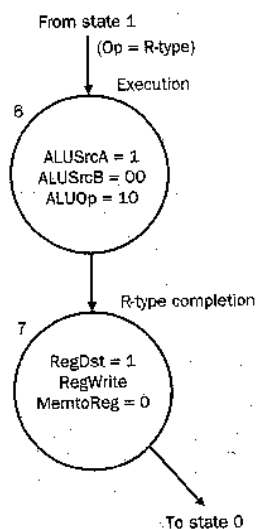 From state 1
(Op = R-type)
Execution
6
ALUSrcA = 1
ALUSrcB = 00
ALUOp = 10
R-type completion
7
RegDst = 1
RegWrite
MemtoReg = 0
To state 0